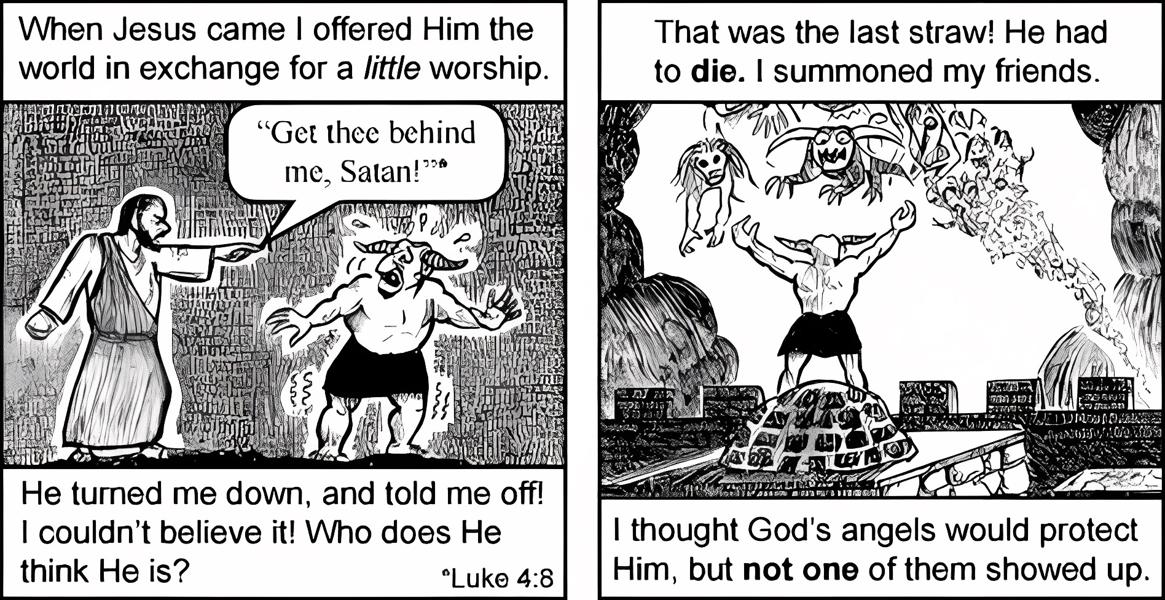 When Jesus came I offered Him the
world in exchange for a little worship.
“Get thee behind
me, Satan!”*
He turned me down, and told me off!
I couldn't believe it! Who does He
think He is?
*Luke 4:8
That was the last straw! He had
to die. I summoned my friends.
I thought God's angels would protect
Him, but not one of them showed up.